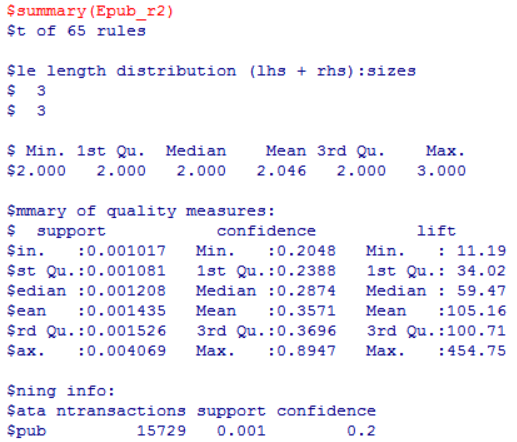 $summary(Epub_r2)
$t of 65 rules
$le length distribution (lhs + rhs):sizes
$ 3
$ 3
$ Min. 1st Qu. Median Mean 3rd Qu. Max.
$2.000 2.000 2.000 2.046 2.000 3.000
$mmary of quality measures:
$ support confidence lift
$in. :0.001017 Min. :0.2048 Min. : 11.19
$st Qu.:0.001081 1st Qu.:0.2388 1st Qu.: 34.02
$edian :0.001208 Median :0.2874 Median : 59.47
$ean :0.001435 Mean :0.3571 Mean :105.16
$rd Qu.:0.001526 3rd Qu.:0.3696 3rd Qu.:100.71
$ax. :0.004069 Max. :0.8947 Max. :454.75
$ning info:
$ata ntransactions support confidence
$pub 15729 0.001 0.2